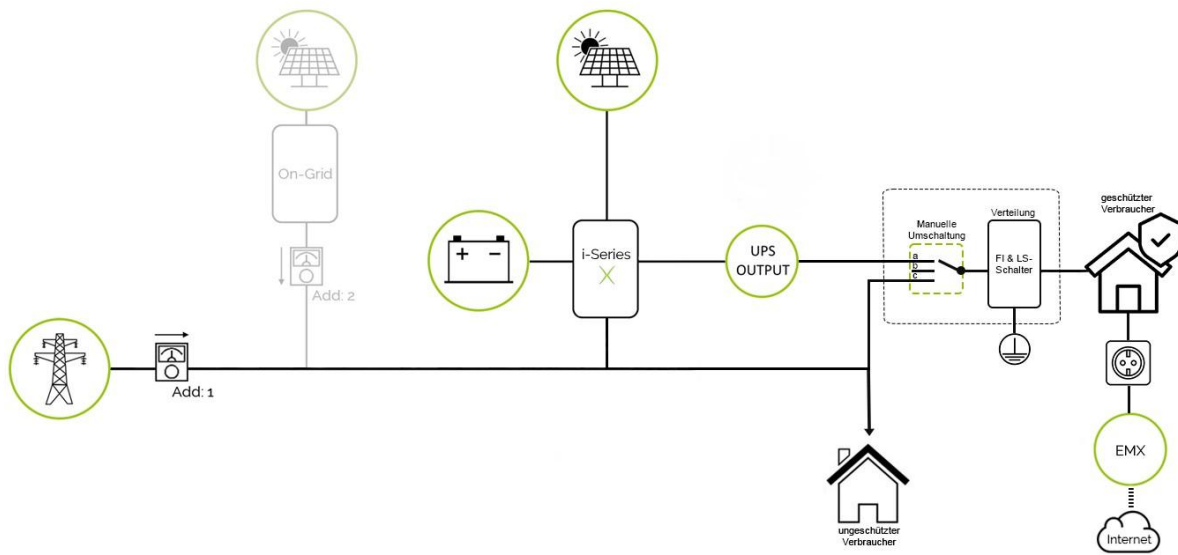 On-Grid
Add: 2
Add: 1
i-Series
X
+ −
UPS
OUTPUT
Manuelle
Umschaltung
a
b
c
Verteilung
FI & LS-
Schalter
geschützter
Verbraucher
ungeschützter
Verbraucher
EMX
Internet